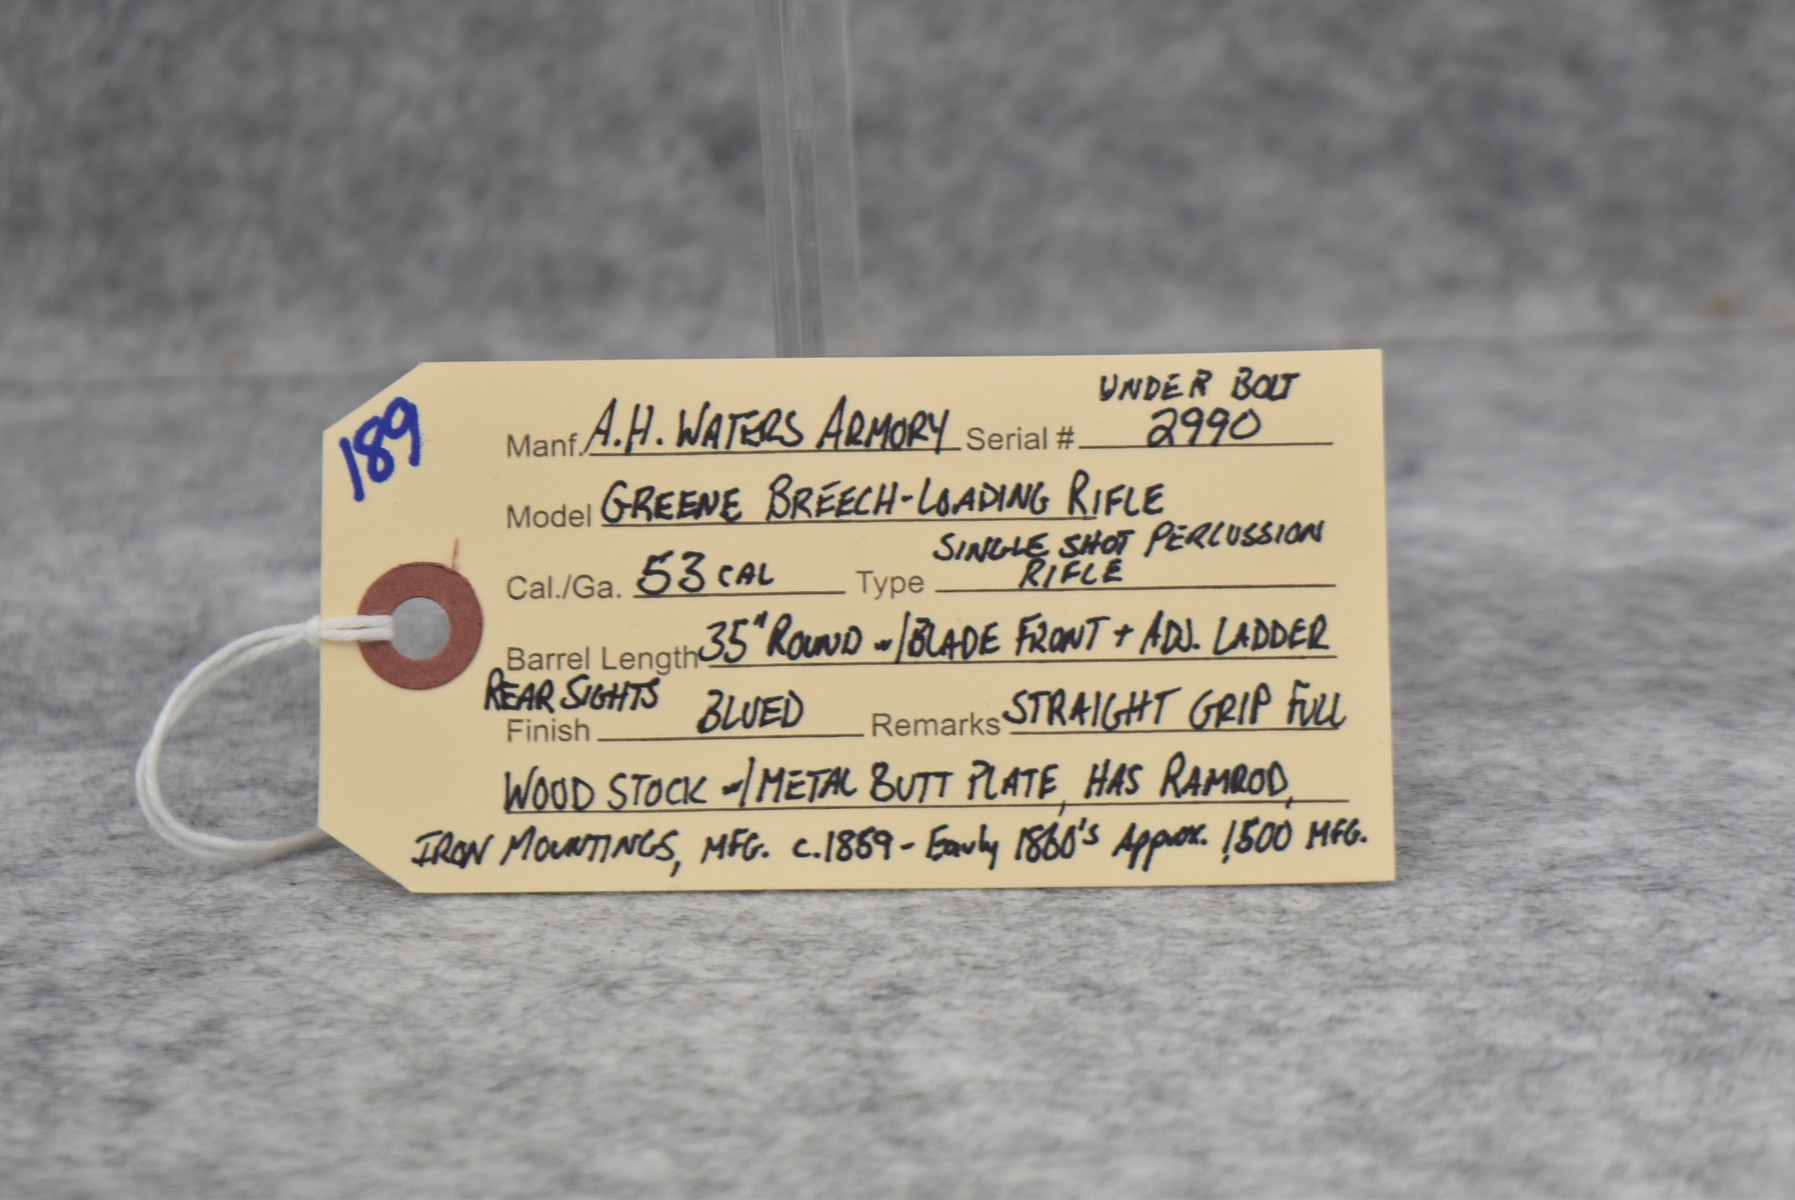 189
UNDER BOLT
Manf. A.H. WATERS ARMORY Serial # 2990
Model GREENE BREECH-LOADING RIFLE
SINGLE SHOT PERCUSSION
Cal./Ga. 53 CAL Type RIFLE
Barrel Length 35" ROUND w/BLADE FRONT + ADJ. LADDER
REAR SIGHTS
Finish BLUED Remarks STRAIGHT GRIP FULL
WOOD STOCK w/METAL BUTT PLATE, HAS RAMROD,
IRON MOUNTINGS, MFG. c.1859 - Early 1860's Approx. 1,500 MFG.